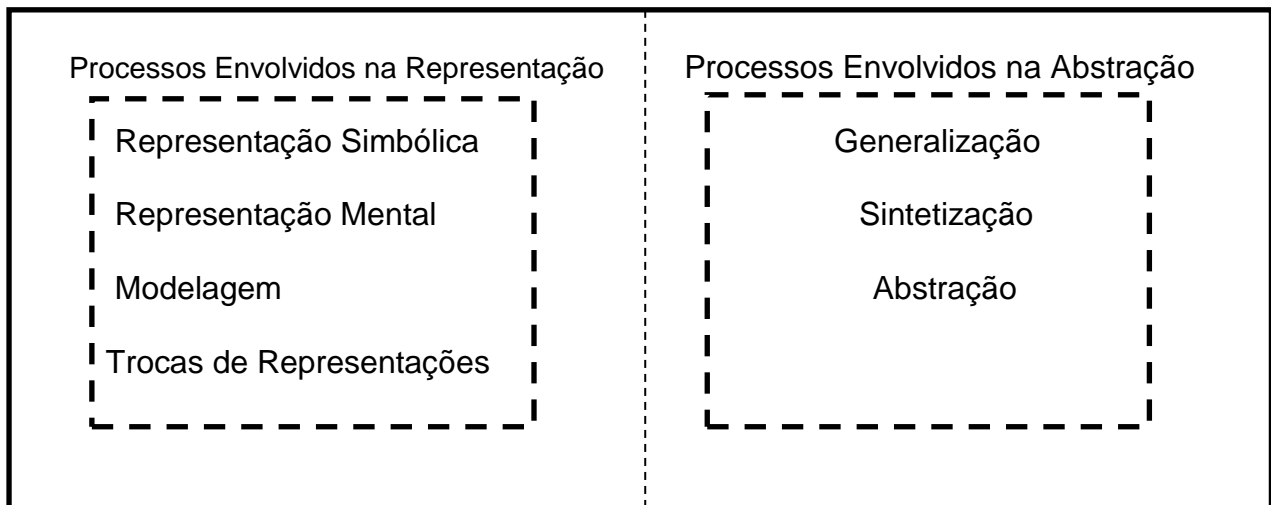 Processos Envolvidos na Representação
Representação Simbólica
Representação Mental
Modelagem
Trocas de Representações
Processos Envolvidos na Abstração
Generalização
Sintetização
Abstração